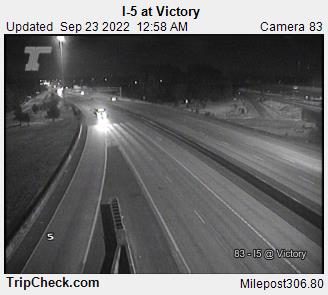 I-5 at Victory
Updated Sep 23 2022 12:58 AM Camera 83
TR
S
83 - I5 @ Victory
TripCheck.com Milepost306.80